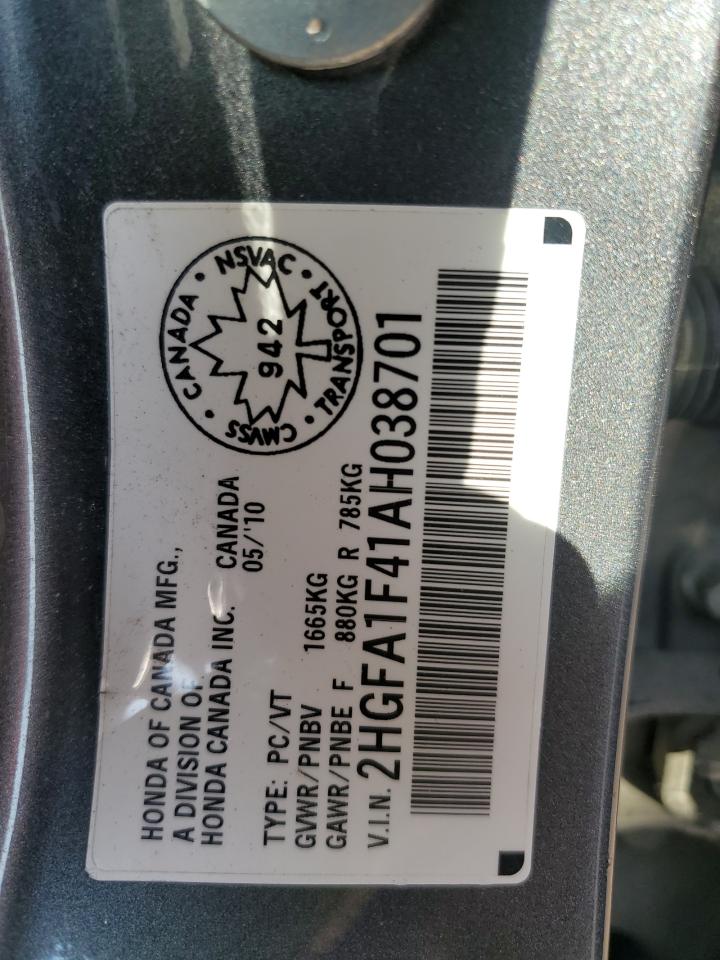 HONDA OF CANADA MFG.,
A DIVISION OF
HONDA CANADA INC. CANADA
05/'10
TYPE: PC/VT
GVWR/PNBV 1665KG
GAWR/PNBE F 880KG R 785KG
V.I.N. 2HGFA1F41AH038701
CMVSS • CANADA • NSVAC • TRANSPORT •
942